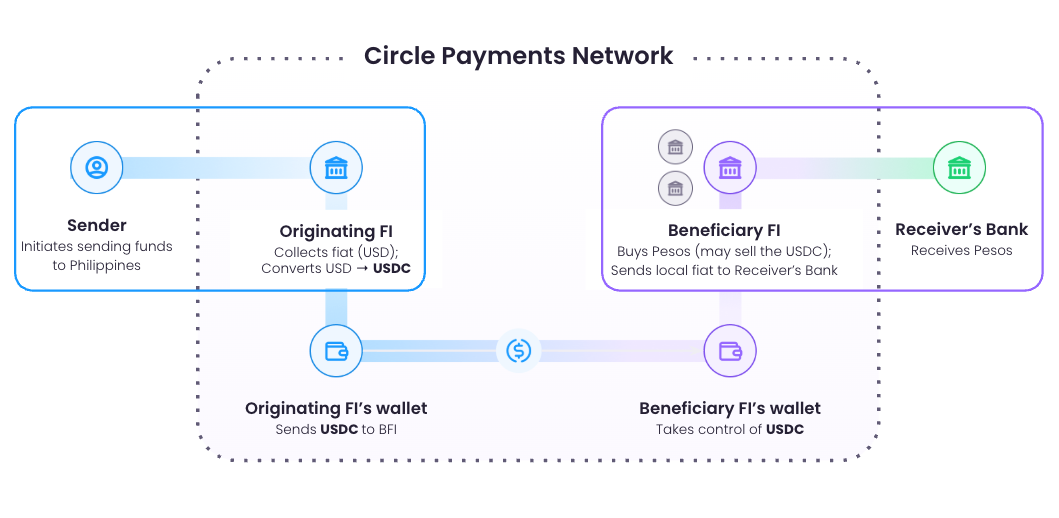 Circle Payments Network
Sender
Initiates sending funds
to Philippines
Originating FI
Collects fiat (USD);
Converts USD → USDC
Beneficiary FI
Buys Pesos (may sell the USDC);
Sends local fiat to Receiver’s Bank
Receiver’s Bank
Receives Pesos
Originating FI’s wallet
Sends USDC to BFI
Beneficiary FI’s wallet
Takes control of USDC